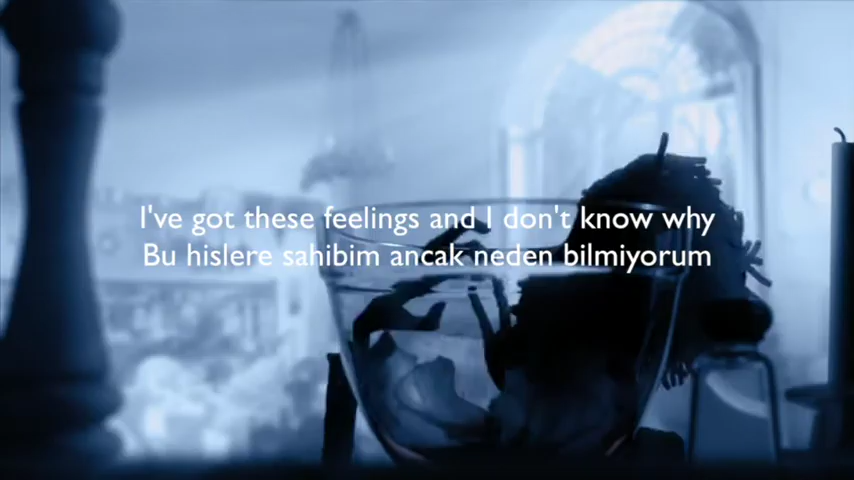 I've got these feelings and I don't know why
Bu hislere sahibim ancak neden bilmiyorum